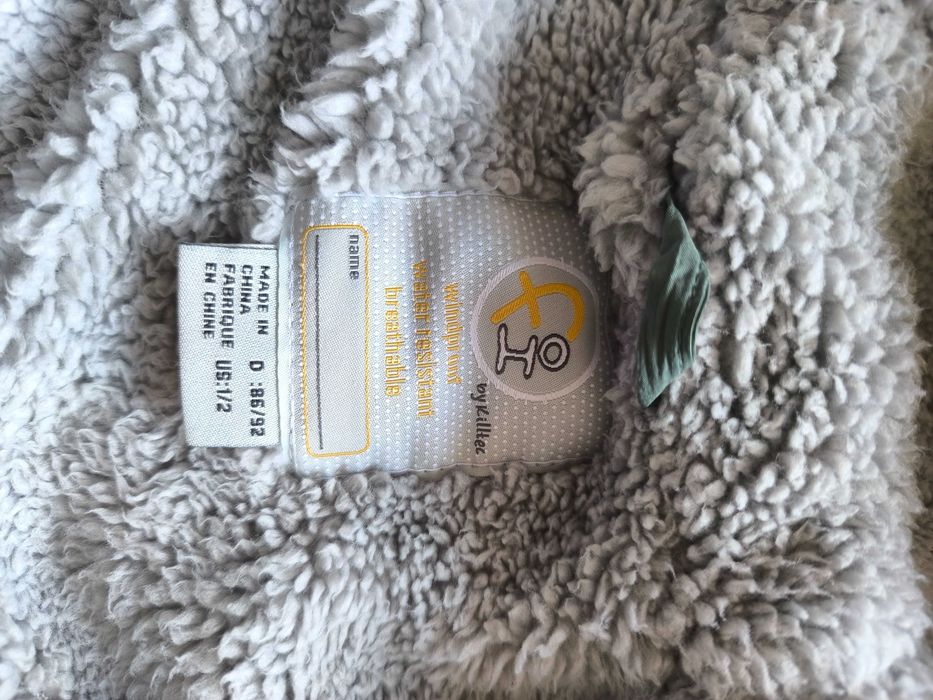 by Killtec
windproof
water resistant
breathable
name
MADE IN
CHINA
FABRIQUE
EN CHINE
D :86/92
US:1/2